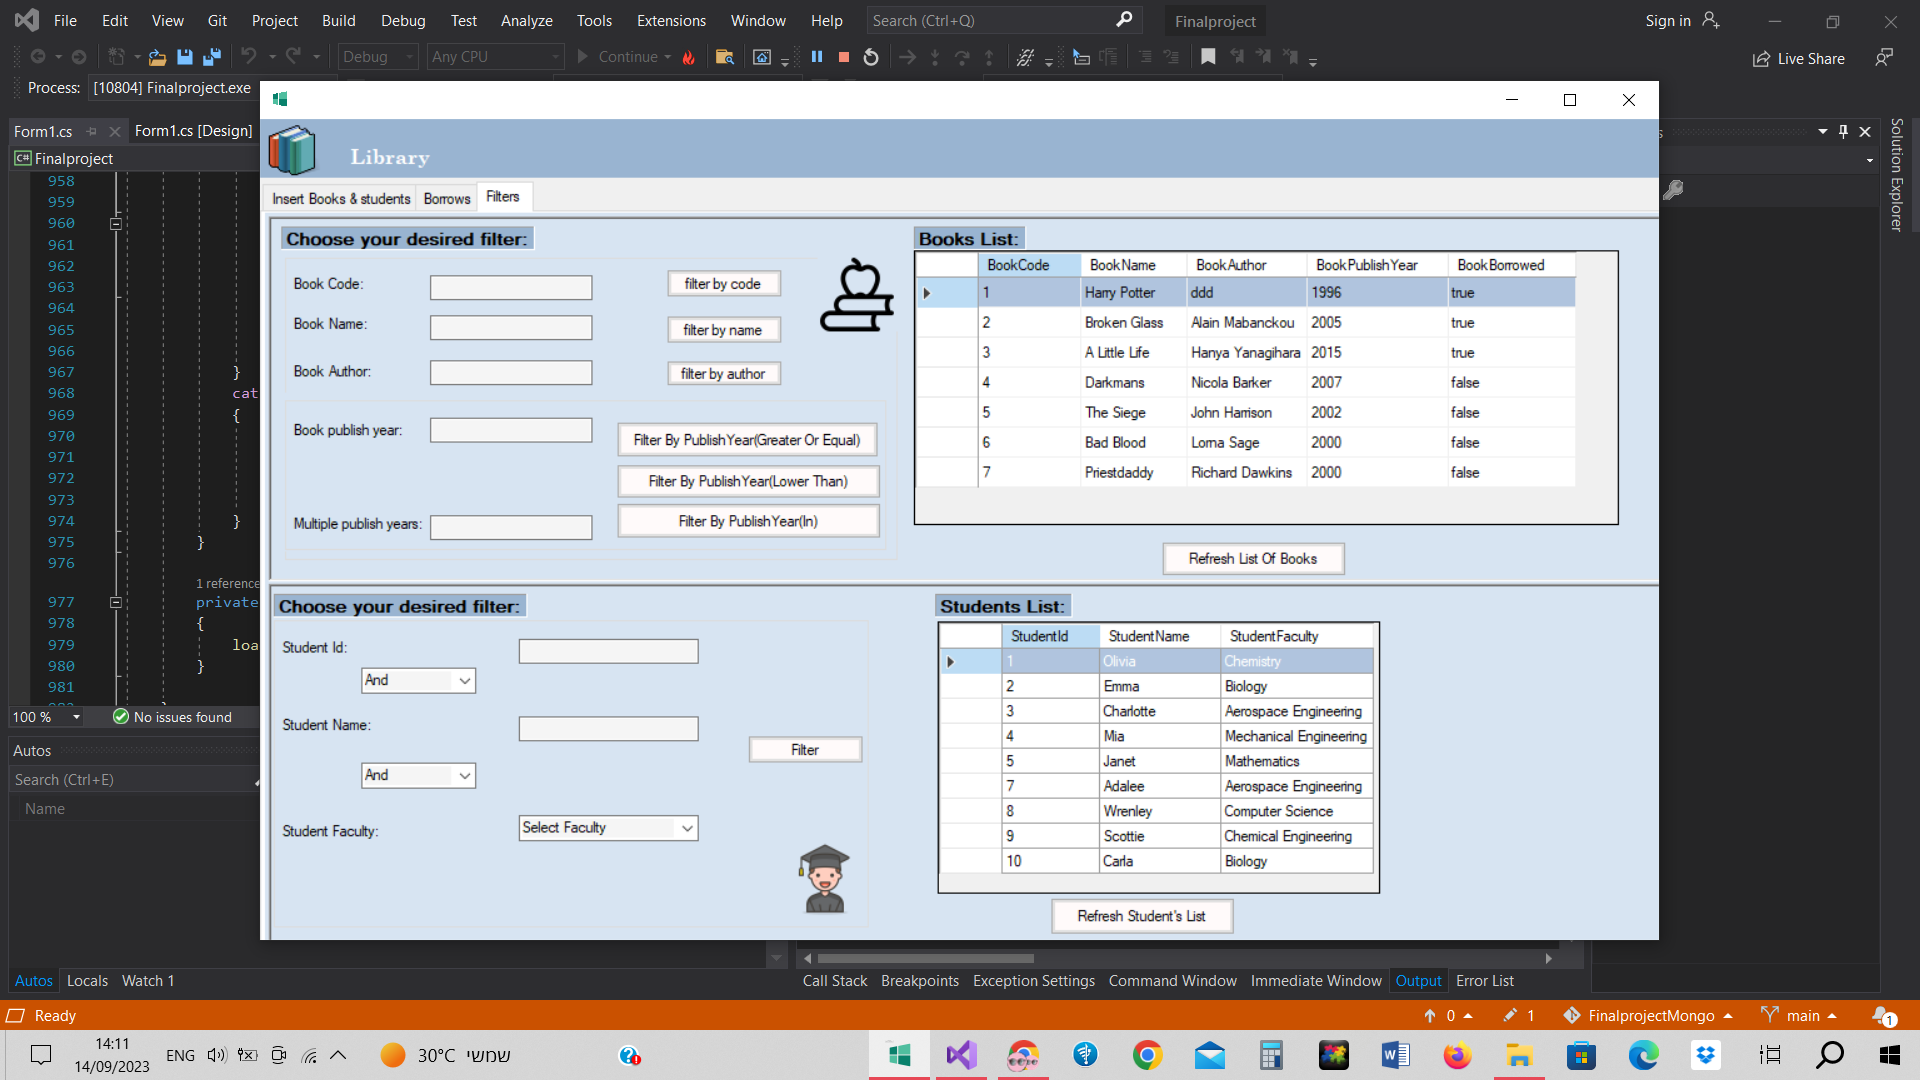 File Edit View Git Project Build Debug Test Analyze Tools Extensions Window Help Search (Ctrl+Q) Finalproject Sign in
Debug Any CPU Continue Live Share
Process: [10804] Finalproject.exe
Form1.cs Form1.cs [Design]
Finalproject
Solution Explorer
Library
Insert Books & students Borrows Filters
Choose your desired filter:
Book Code: filter by code
Book Name: filter by name
Book Author: filter by author
Book publish year: Filter By PublishYear(Greater Or Equal)
Filter By PublishYear(Lower Than)
Multiple publish years: Filter By PublishYear(In)
Books List:
BookCode BookName BookAuthor BookPublishYear BookBorrowed
1 Harry Potter ddd 1996 true
2 Broken Glass Alain Mabanckou 2005 true
3 A Little Life Hanya Yanagihara 2015 true
4 Darkmans Nicola Barker 2007 false
5 The Siege John Harrison 2002 false
6 Bad Blood Lorna Sage 2000 false
7 Priestdaddy Richard Dawkins 2000 false
Refresh List Of Books
Choose your desired filter:
Student Id:
And
Student Name:
Filter
And
Student Faculty: Select Faculty
Students List:
StudentId StudentName StudentFaculty
1 Olivia Chemistry
2 Emma Biology
3 Charlotte Aerospace Engineering
4 Mia Mechanical Engineering
5 Janet Mathematics
7 Adalee Aerospace Engineering
8 Wrenley Computer Science
9 Scottie Chemical Engineering
10 Carla Biology
Refresh Student's List
958
959
960
961
962
963
964
965
966
967 }
968 cat
969 {
970
971
972
973
974 }
975 }
976
1 reference
977 private
978 {
979 loa
980 }
981
100 % No issues found
Autos
Search (Ctrl+E)
Name
Autos Locals Watch 1
Call Stack Breakpoints Exception Settings Command Window Immediate Window Output Error List
Ready 0 1 FinalprojectMongo main 1
14:11
14/09/2023
ENG
30°C שמשי